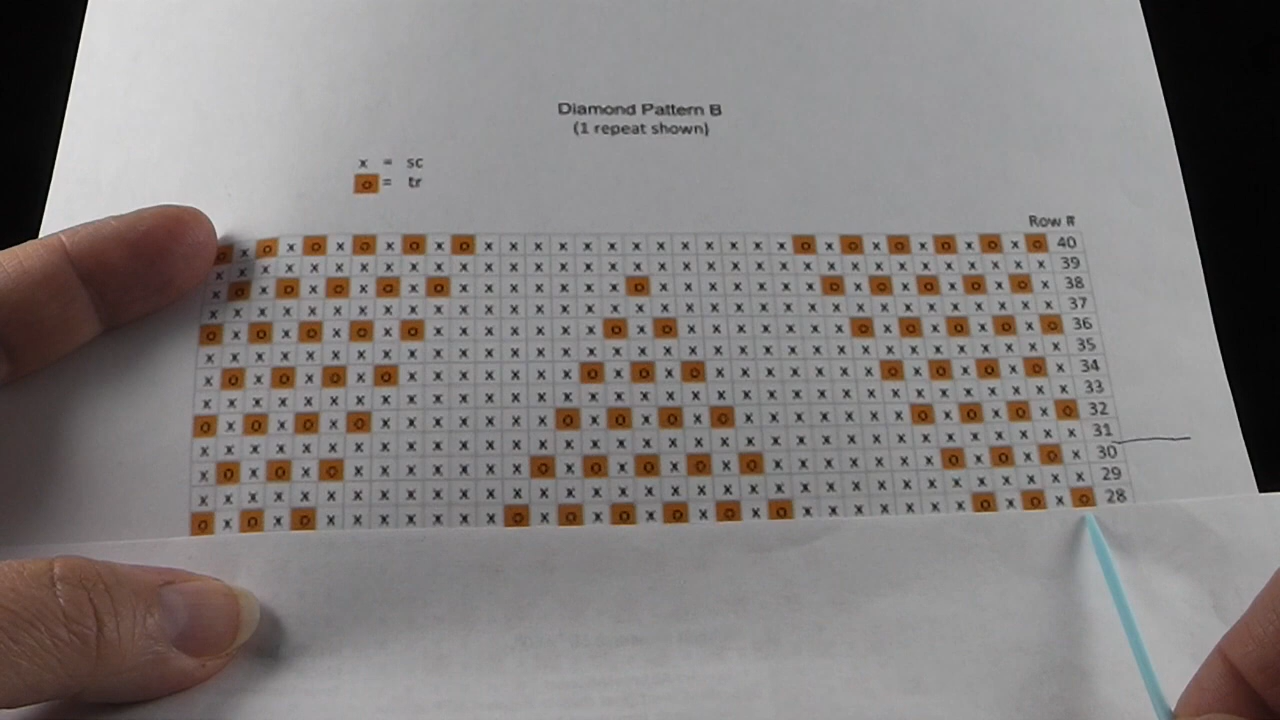 Diamond Pattern B
(1 repeat shown)
x = sc
o = tr
Row #
o x o x o x o x o x o x x x x x x x x x x x x x o x o x o x o x o x o 40
x x x x x x x x x x x x x x x x x x x x x x x x x x x x x x x x x x x 39
x o x o x o x o x o x x x x x x x o x x x x x x x o x o x o x o x o x 38
x x x x x x x x x x x x x x x x x x x x x x x x x x x x x x x x x x x 37
o x o x o x o x o x x x x x x x o x o x x x x x x x o x o x o x o x o 36
x x x x x x x x x x x x x x x x x x x x x x x x x x x x x x x x x x x 35
x o x o x o x o x x x x x x x o x o x o x x x x x x x o x o x o x o x 34
x x x x x x x x x x x x x x x x x x x x x x x x x x x x x x x x x x x 33
o x o x o x o x x x x x x x o x o x o x o x x x x x x x o x o x o x o 32
x x x x x x x x x x x x x x x x x x x x x x x x x x x x x x x x x x x 31
x o x o x o x x x x x x x o x o x o x o x o x x x x x x x o x o x o x 30
x x x x x x x x x x x x x x x x x x x x x x x x x x x x x x x x x x x 29
o x o x o x x x x x x x o x o x o x o x o x o x x x x x x x o x o x o 28